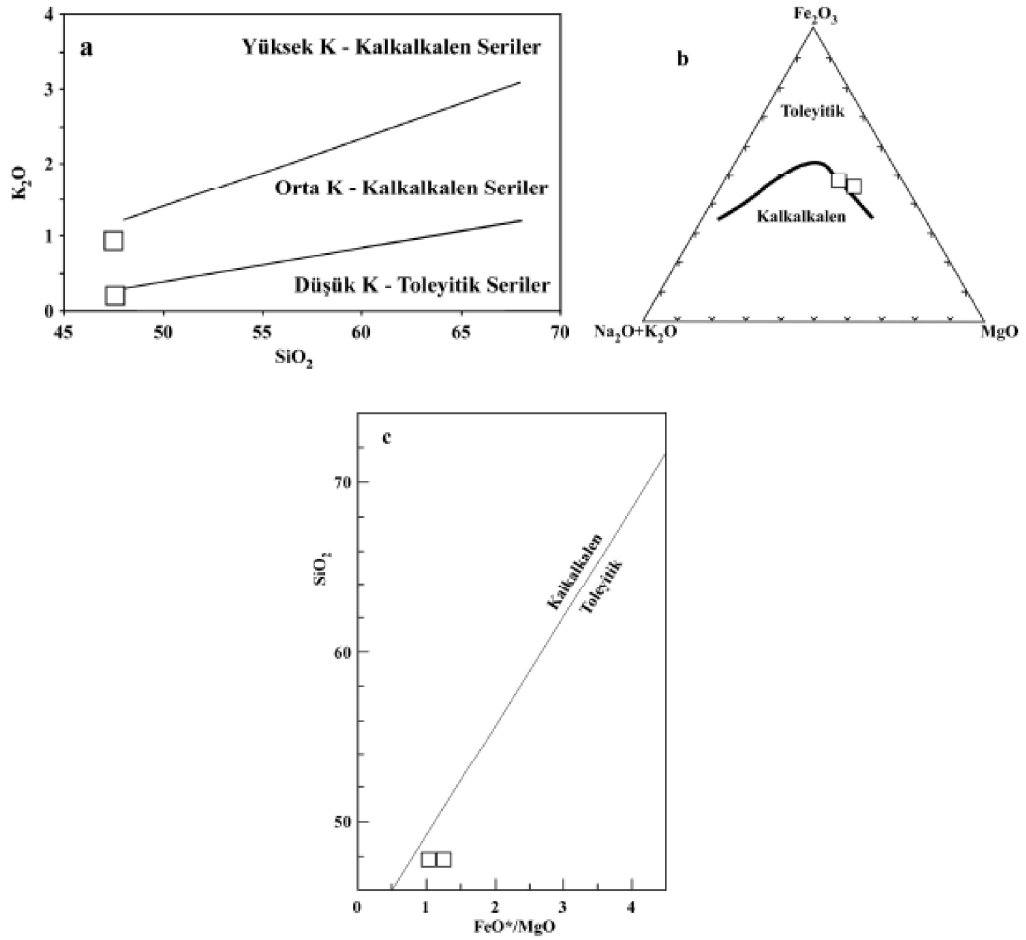 a
Yüksek K - Kalkalkalen Seriler
Orta K - Kalkalkalen Seriler
Düşük K - Toleyitik Seriler
K₂O
4
3
2
1
0
45 50 55 60 65 70
SiO₂
b
Fe₂O₃
Toleyitik
Kalkalkalen
Na₂O+K₂O
MgO
c
SiO₂
70
60
50
Kalkalkalen
Toleyitik
0 1 2 3 4
FeO*/MgO